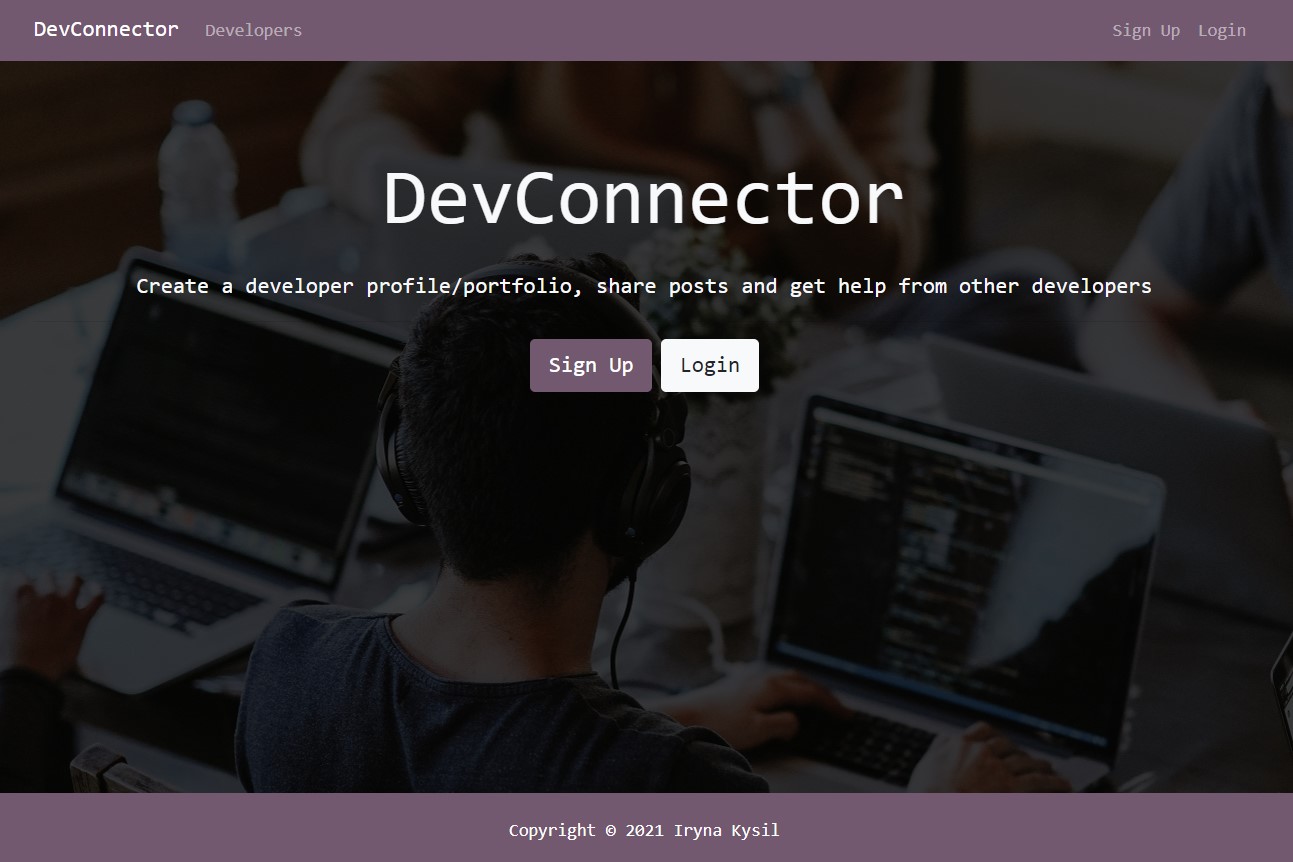 DevConnector Developers Sign Up Login
DevConnector
Create a developer profile/portfolio, share posts and get help from other developers
Sign Up Login
Copyright © 2021 Iryna Kysil